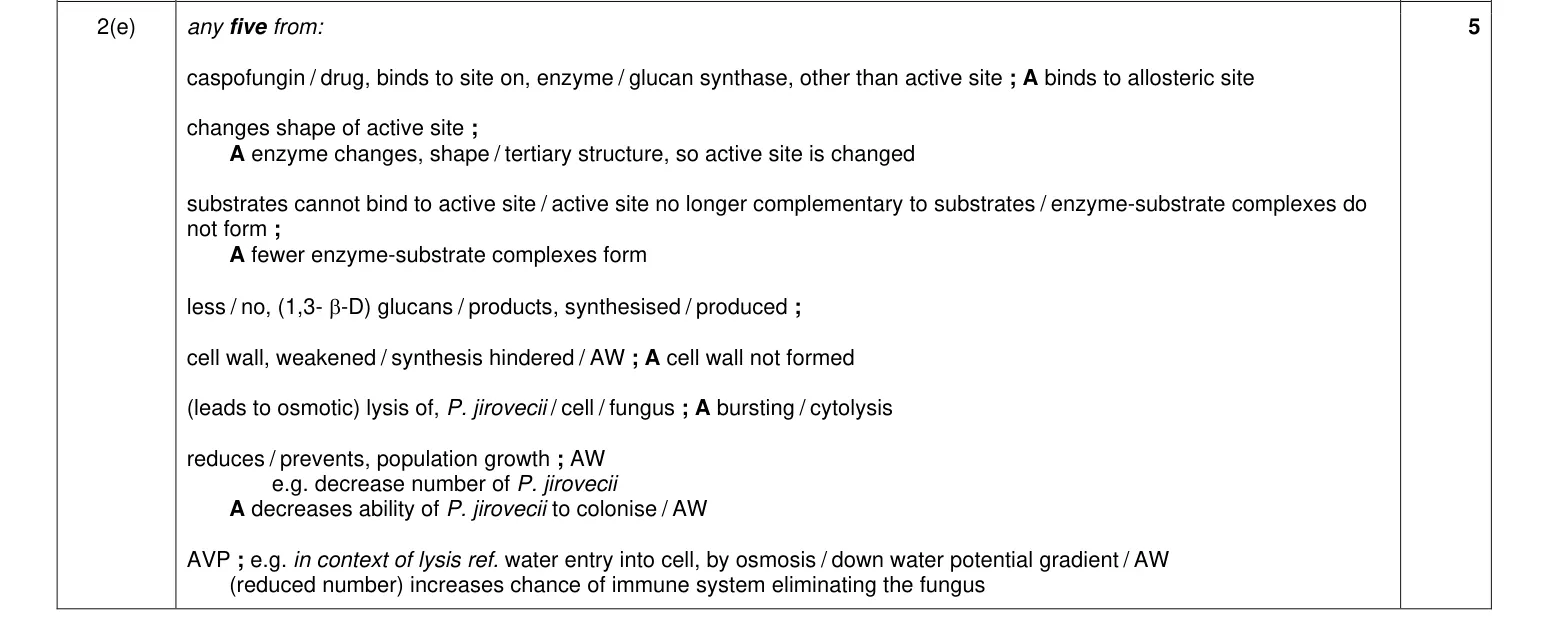 2(e) any five from: 5
caspofungin / drug, binds to site on, enzyme / glucan synthase, other than active site ; A binds to allosteric site
changes shape of active site ;
A enzyme changes, shape / tertiary structure, so active site is changed
substrates cannot bind to active site / active site no longer complementary to substrates / enzyme-substrate complexes do
not form ;
A fewer enzyme-substrate complexes form
less / no, (1,3- β-D) glucans / products, synthesised / produced ;
cell wall, weakened / synthesis hindered / AW ; A cell wall not formed
(leads to osmotic) lysis of, P. jirovecii / cell / fungus ; A bursting / cytolysis
reduces / prevents, population growth ; AW
e.g. decrease number of P. jirovecii
A decreases ability of P. jirovecii to colonise / AW
AVP ; e.g. in context of lysis ref. water entry into cell, by osmosis / down water potential gradient / AW
(reduced number) increases chance of immune system eliminating the fungus